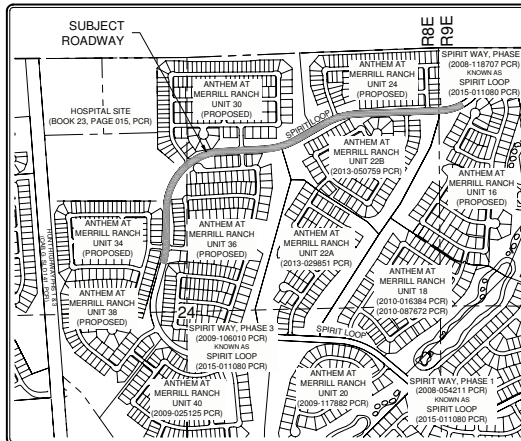 SUBJECT
ROADWAY
R8E
R9E
SPIRIT WAY, PHASE
(2008-118707 PCR)
KNOWN AS
SPIRIT LOOP
(2015-011080 PCR)
ANTHEM AT
MERRILL RANCH
UNIT 24
(PROPOSED)
ANTHEM AT
MERRILL RANCH
UNIT 30
(PROPOSED)
HOSPITAL SITE
(BOOK 23, PAGE 015, PCR)
SPIRIT LOOP
ANTHEM AT
MERRILL RANCH
UNIT 22B
(2013-050759 PCR)
ANTHEM AT
MERRILL RANCH
UNIT 16
(PROPOSED)
ANTHEM AT
MERRILL RANCH
UNIT 34
(PROPOSED)
ANTHEM AT
MERRILL RANCH
UNIT 36
(PROPOSED)
ANTHEM AT
MERRILL RANCH
UNIT 22A
(2013-029851 PCR)
ANTHEM AT
MERRILL RANCH
UNIT 18
(2010-016384 PCR)
(2010-087672 PCR)
ANTHEM AT
MERRILL RANCH
UNIT 38
(PROPOSED)
24
SPIRIT WAY, PHASE 3
(2009-106010 PCR)
KNOWN AS
SPIRIT LOOP
(2015-011080 PCR)
SPIRIT LOOP
ANTHEM AT
MERRILL RANCH
UNIT 40
(2009-025125 PCR)
ANTHEM AT
MERRILL RANCH
UNIT 20
(2009-117882 PCR)
SPIRIT WAY, PHASE 1
(2008-054211 PCR)
KNOWN AS
SPIRIT LOOP
(2015-011080 PCR)